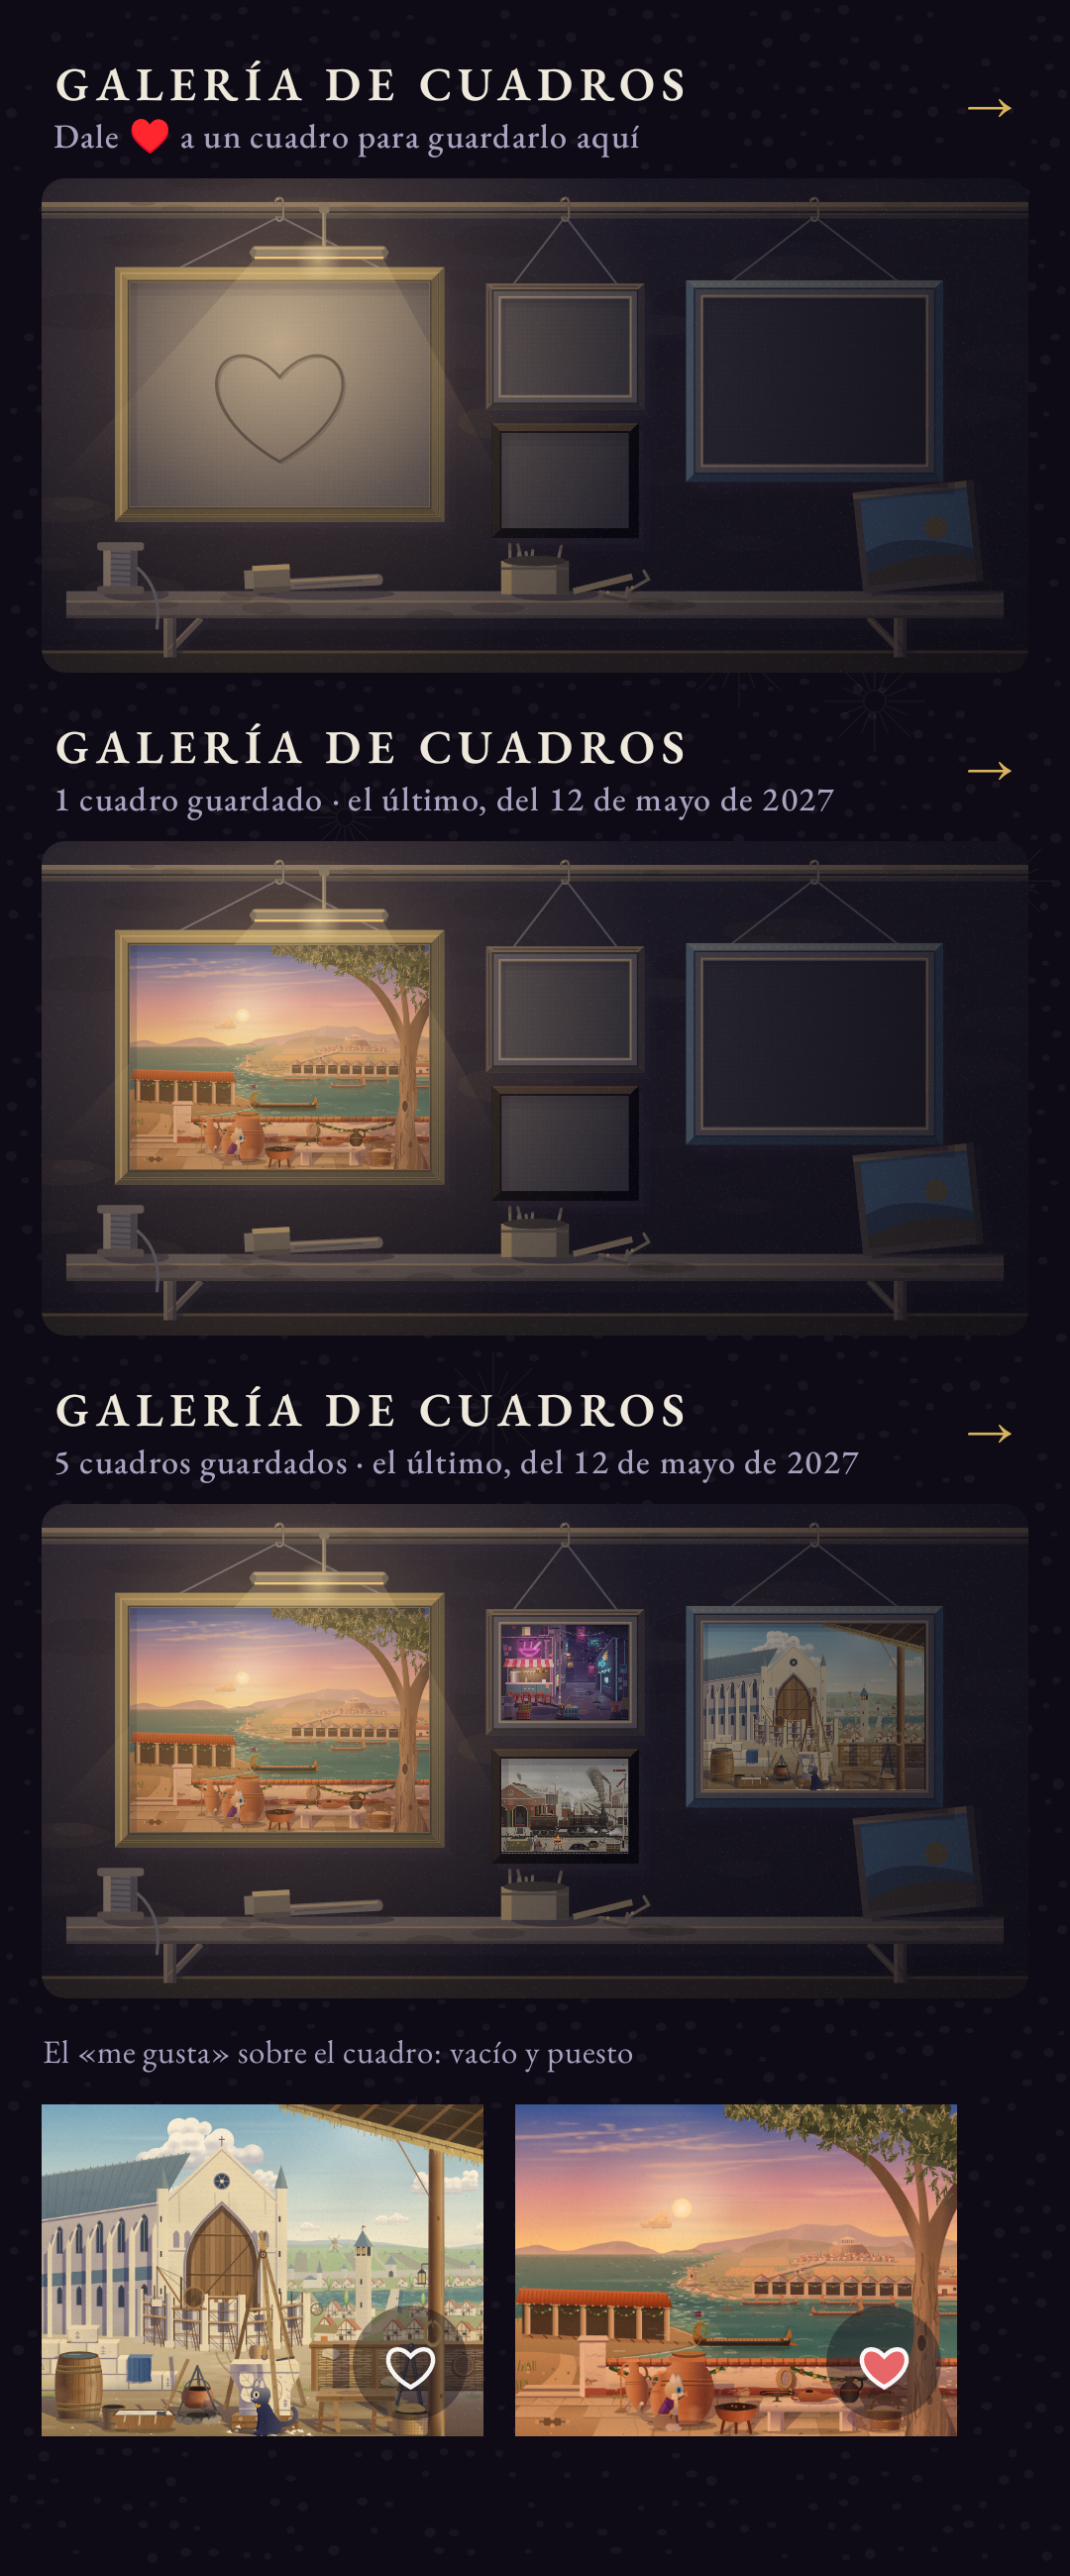 GALERÍA DE CUADROS
Dale ❤️ a un cuadro para guardarlo aquí
→
GALERÍA DE CUADROS
1 cuadro guardado · el último, del 12 de mayo de 2027
→
GALERÍA DE CUADROS
5 cuadros guardados · el último, del 12 de mayo de 2027
→
El «me gusta» sobre el cuadro: vacío y puesto